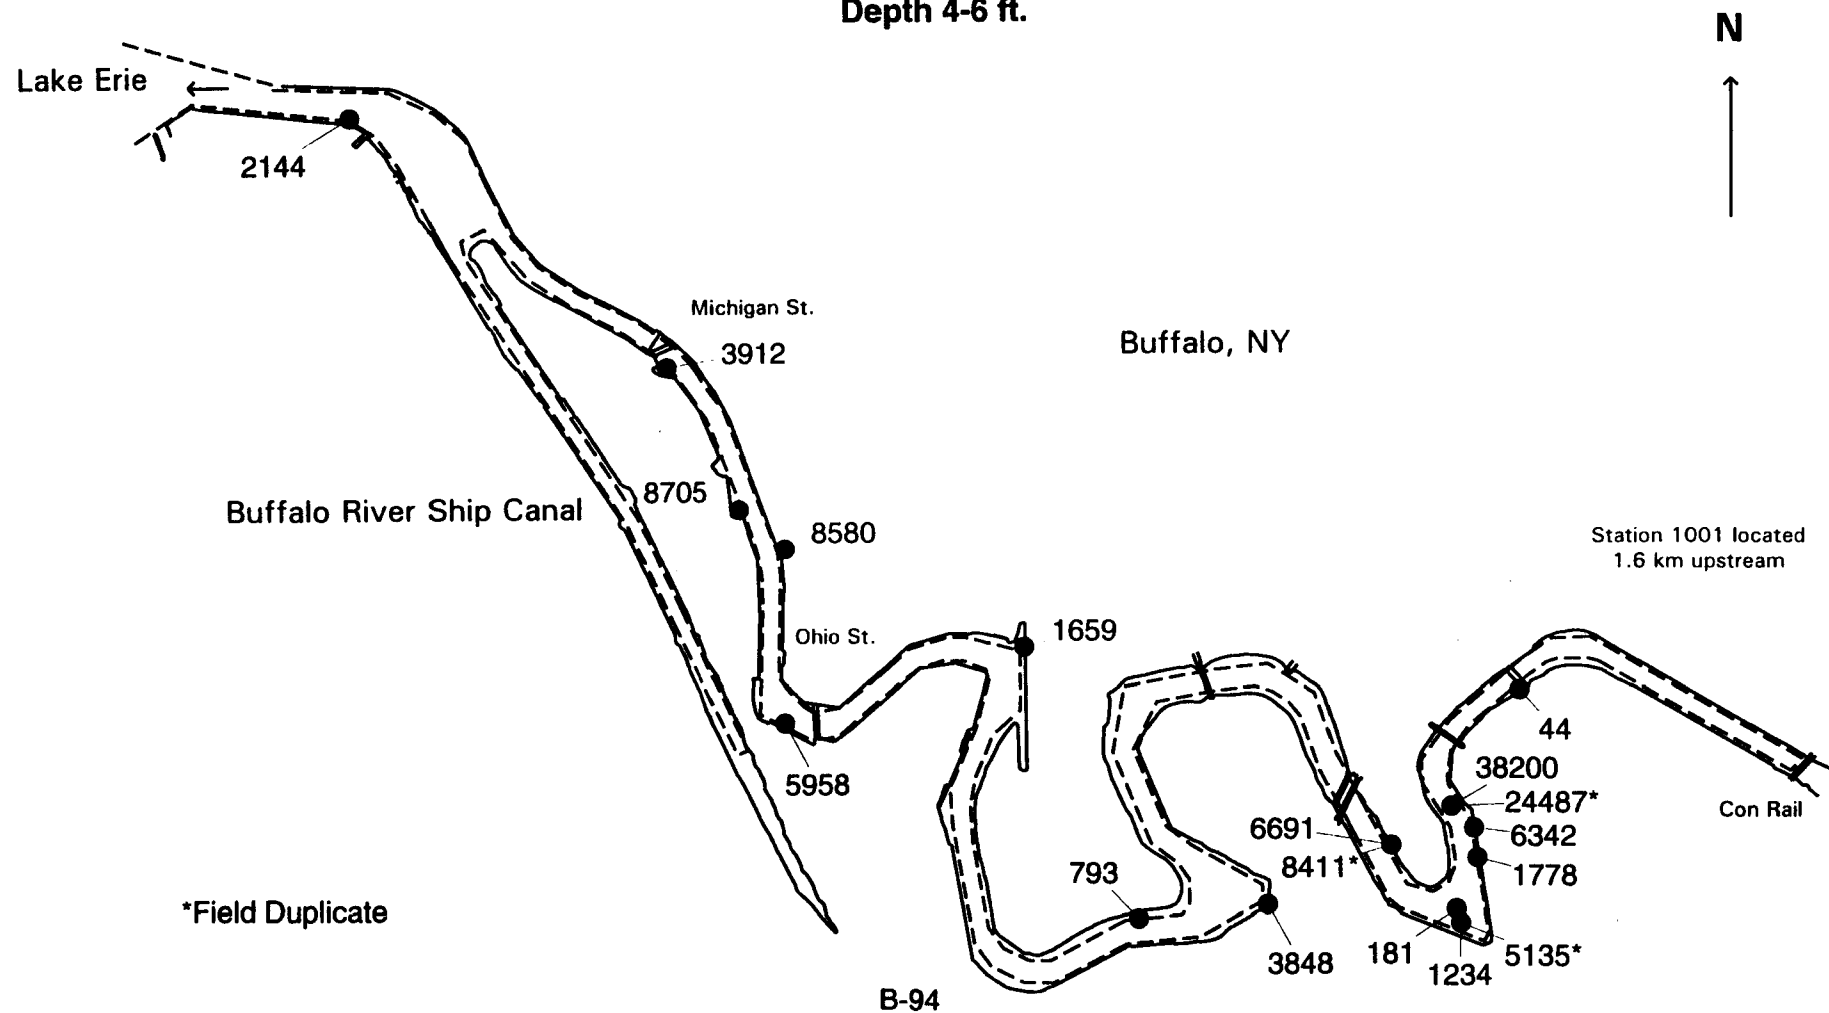 Depth 4-6 ft.
N
Lake Erie
2144
Michigan St.
3912
Buffalo, NY
8705
Buffalo River Ship Canal
8580
Station 1001 located
1.6 km upstream
Ohio St.
1659
44
5958
38200
24487*
Con Rail
6691
6342
8411*
793
1778
*Field Duplicate
181
5135*
3848
1234
B-94